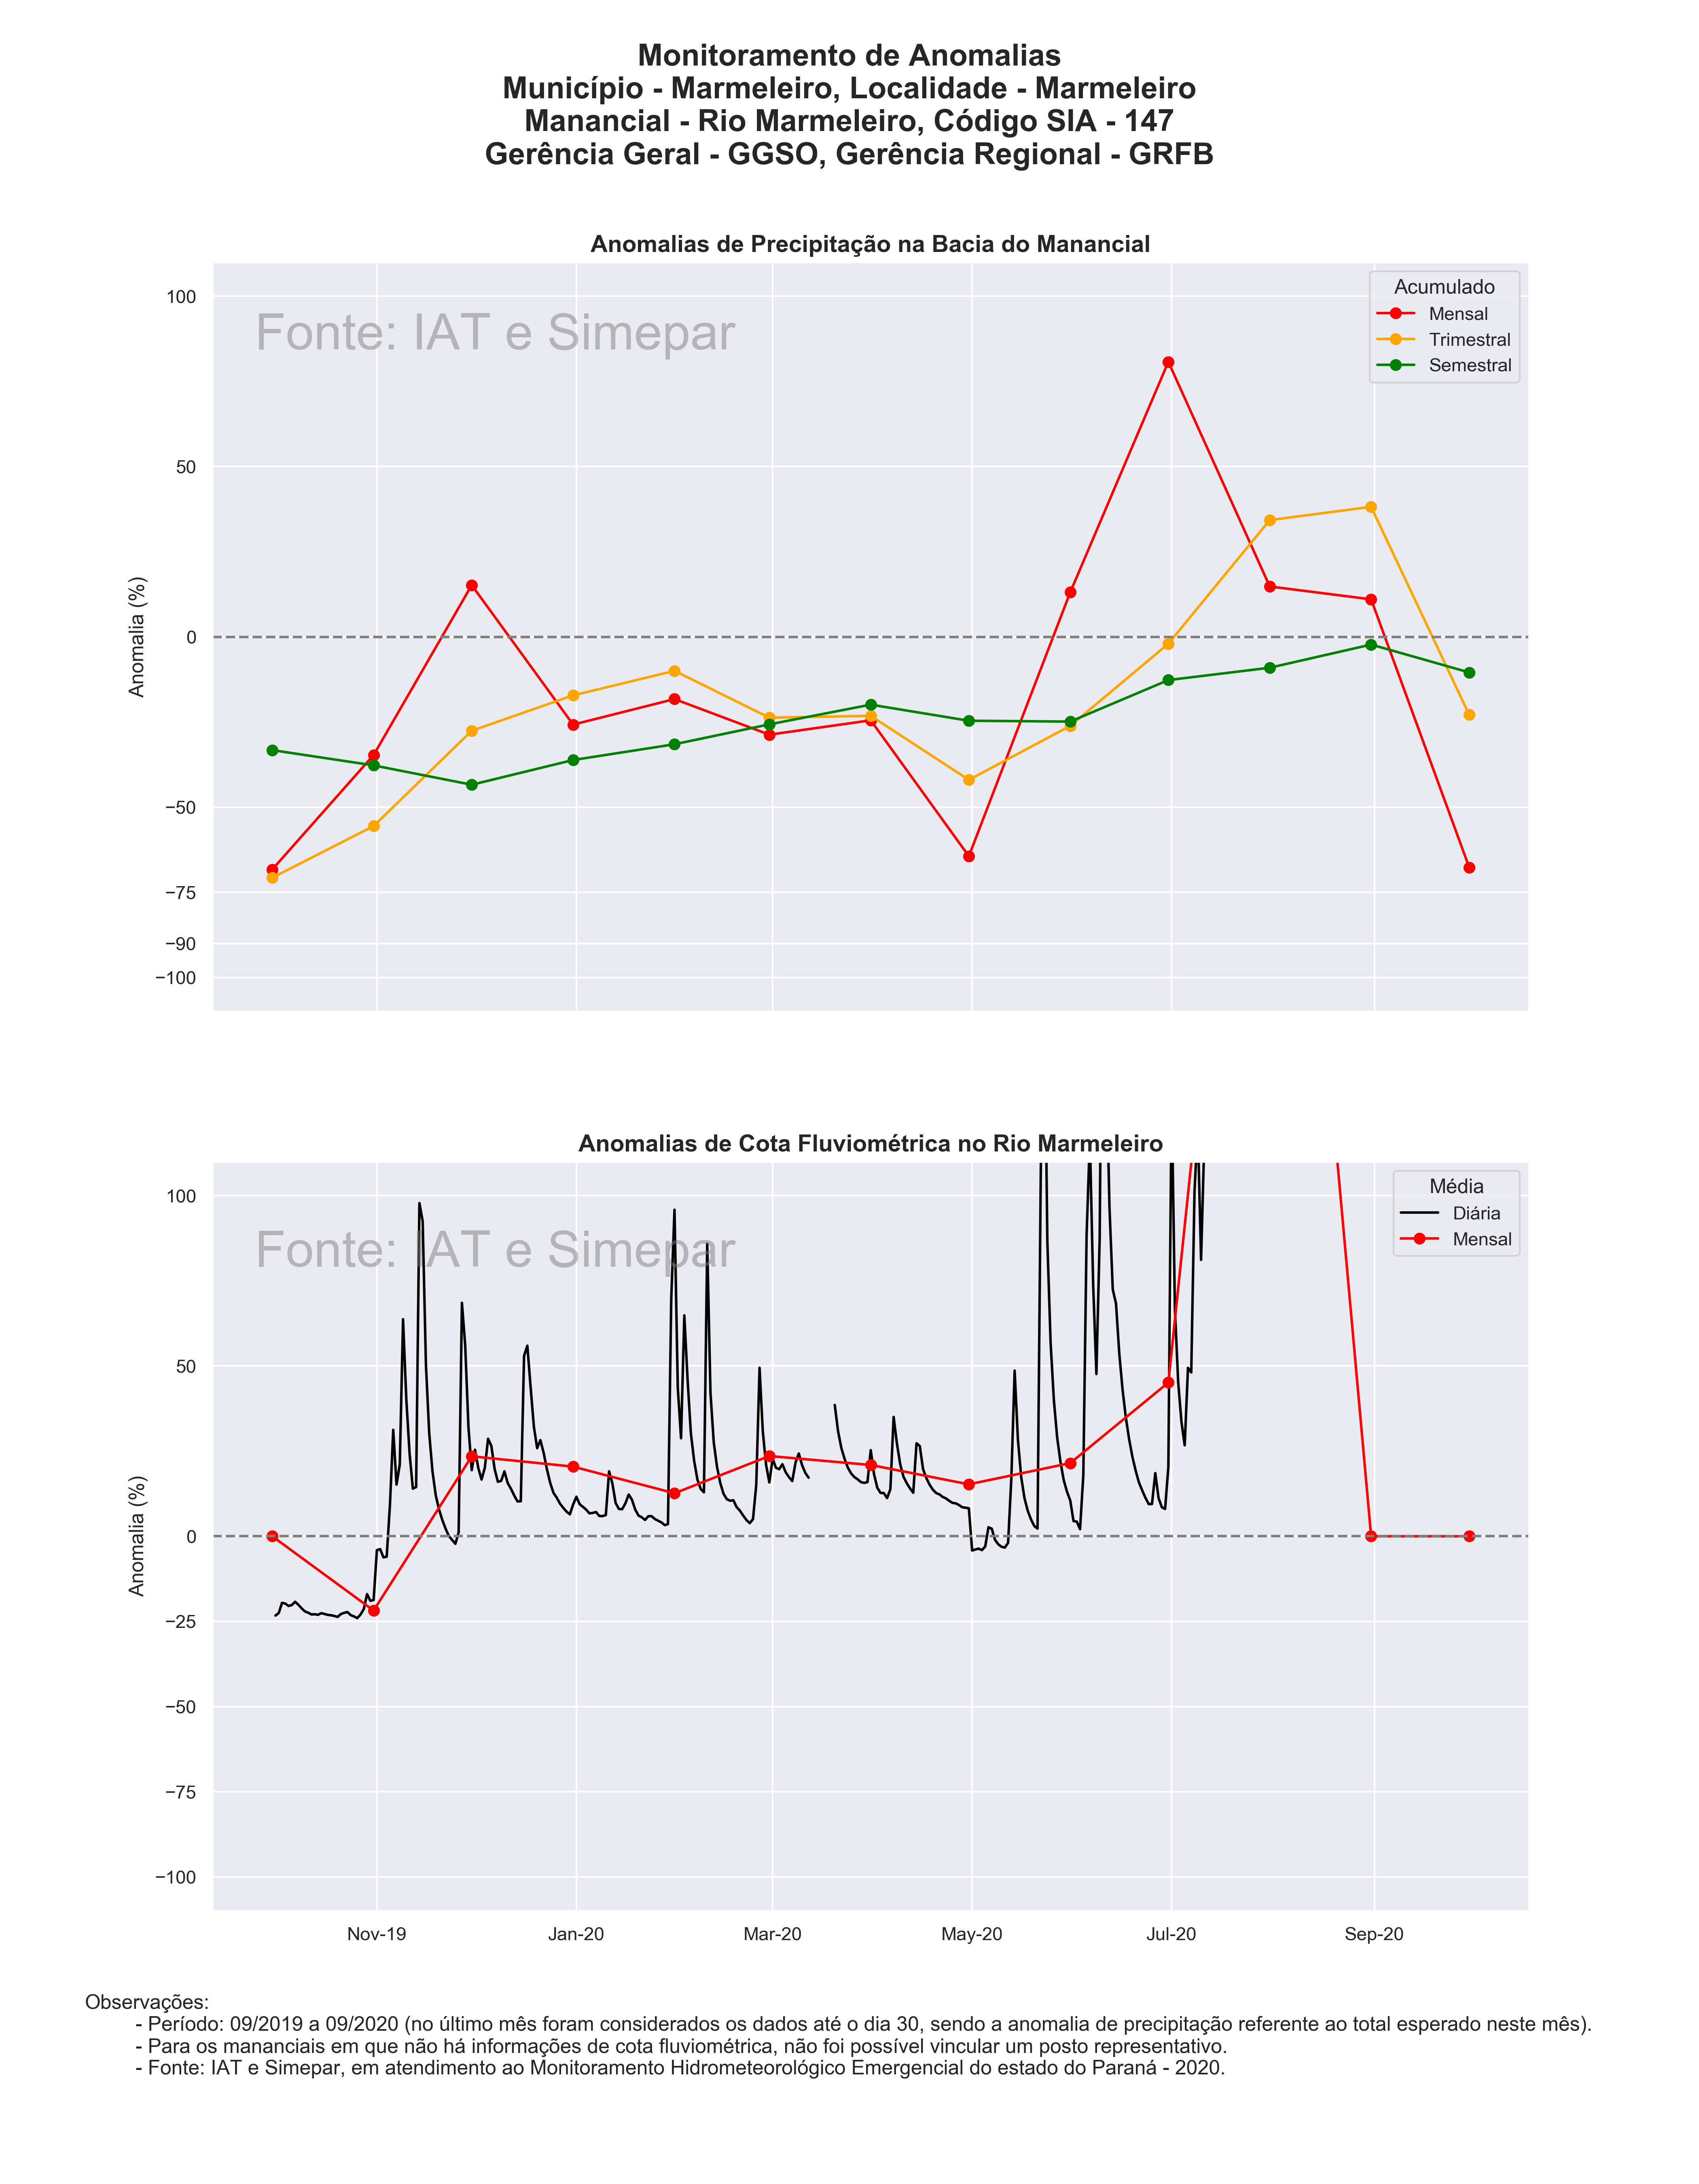 Monitoramento de Anomalias
Município - Marmeleiro, Localidade - Marmeleiro
Manancial - Rio Marmeleiro, Código SIA - 147
Gerência Geral - GGSO, Gerência Regional - GRFB
Anomalias de Precipitação na Bacia do Manancial
Fonte: IAT e Simepar
Acumulado
Mensal
Trimestral
Semestral
Anomalia (%)
100
50
0
−50
−75
−90
−100
Anomalias de Cota Fluviométrica no Rio Marmeleiro
Fonte: IAT e Simepar
Média
Diária
Mensal
Anomalia (%)
100
50
0
−25
−50
−75
−100
Nov-19
Jan-20
Mar-20
May-20
Jul-20
Sep-20
Observações:
- Período: 09/2019 a 09/2020 (no último mês foram considerados os dados até o dia 30, sendo a anomalia de precipitação referente ao total esperado neste mês).
- Para os mananciais em que não há informações de cota fluviométrica, não foi possível vincular um posto representativo.
- Fonte: IAT e Simepar, em atendimento ao Monitoramento Hidrometeorológico Emergencial do estado do Paraná - 2020.